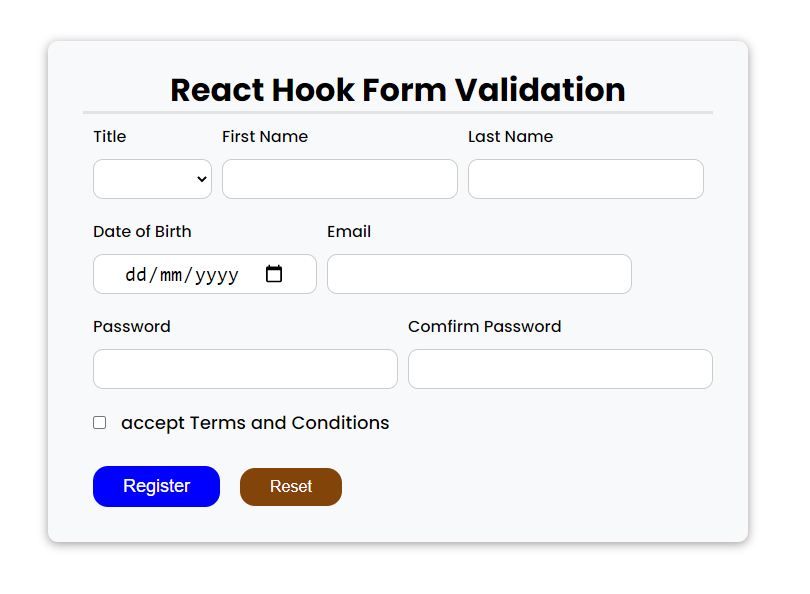 React Hook Form Validation
Title First Name Last Name
Date of Birth Email
dd/mm/yyyy
Password Comfirm Password
accept Terms and Conditions
Register Reset